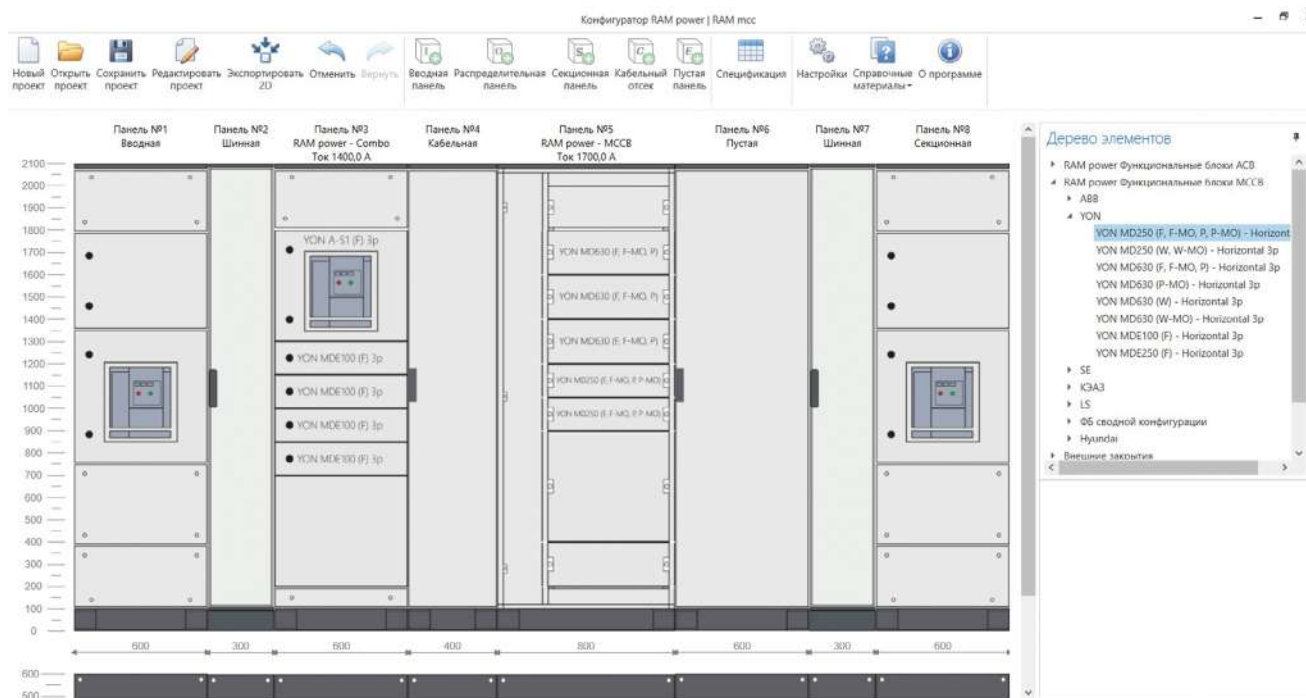 Конфигуратор RAM power | RAM mcc
Новый проект
Открыть проект
Сохранить проект
Редактировать проект
Экспортировать 2D
Отменить
Вернуть
Вводная панель
Распределительная панель
Секционная панель
Кабельный отсек
Пустая панель
Спецификация
Настройки
Справочные материалы
О программе
Панель №1
Вводная
Панель №2
Шинная
Панель №3
RAM power - Combo
Ток 1400,0 А
Панель №4
Кабельная
Панель №5
RAM power - MCCB
Ток 1700,0 А
Панель №6
Пустая
Панель №7
Шинная
Панель №8
Секционная
2100
2000
1900
1800
1700
1600
1500
1400
1300
1200
1100
1000
900
800
700
600
500
400
300
200
100
0
YON A-S1 (F) 3p
YON MDE100 (F) 3p
YON MDE100 (F) 3p
YON MDE100 (F) 3p
YON MDE100 (F) 3p
YON MD630 (F, F-MO, P)
YON MD630 (F, F-MO, P)
YON MD630 (F, F-MO, P)
YON MD250 (F, F-MO, P, P-MO)
YON MD250 (F, F-MO, P, P-MO)
600
300
600
400
800
600
300
600
600
500
Дерево элементов
RAM power Функциональные блоки ACB
RAM power Функциональные блоки MCCB
ABB
YON
YON MD250 (F, F-MO, P, P-MO) - Horizont
YON MD250 (W, W-MO) - Horizontal 3p
YON MD630 (F, F-MO, P) - Horizontal 3p
YON MD630 (P-MO) - Horizontal 3p
YON MD630 (W) - Horizontal 3p
YON MD630 (W-MO) - Horizontal 3p
YON MDE100 (F) - Horizontal 3p
YON MDE250 (F) - Horizontal 3p
SE
КЭАЗ
LS
ФБ сводной конфигурации
Hyundai
Внешние закрытия